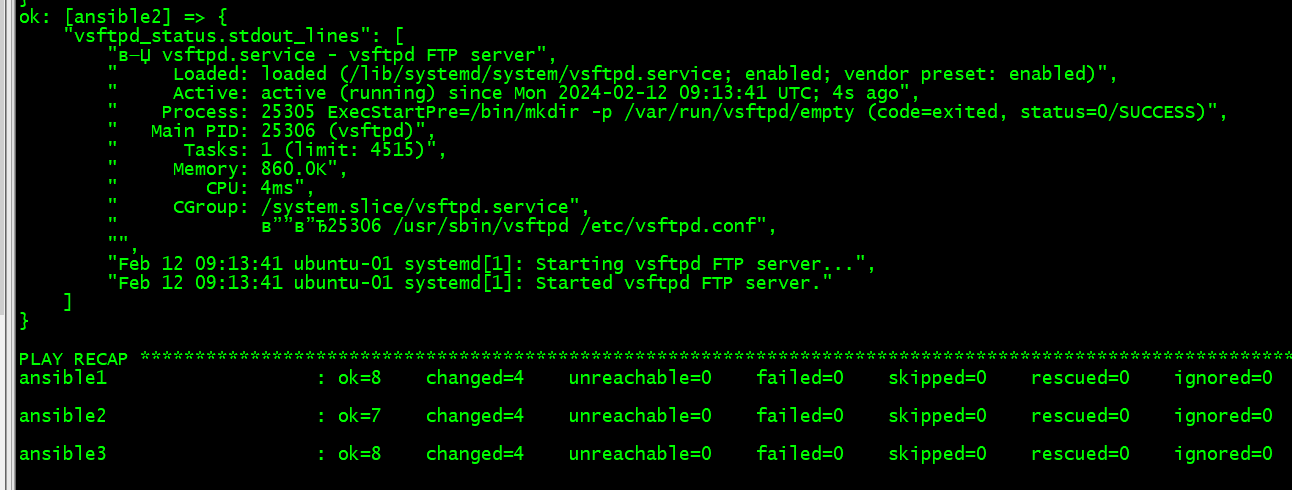 }
ok: [ansible2] => {
    "vsftpd_status.stdout_lines": [
        "в—Џ vsftpd.service - vsftpd FTP server",
        "     Loaded: loaded (/lib/systemd/system/vsftpd.service; enabled; vendor preset: enabled)",
        "     Active: active (running) since Mon 2024-02-12 09:13:41 UTC; 4s ago",
        "    Process: 25305 ExecStartPre=/bin/mkdir -p /var/run/vsftpd/empty (code=exited, status=0/SUCCESS)",
        "   Main PID: 25306 (vsftpd)",
        "      Tasks: 1 (limit: 4515)",
        "     Memory: 860.0K",
        "        CPU: 4ms",
        "     CGroup: /system.slice/vsftpd.service",
        "             в””в”Ђ25306 /usr/sbin/vsftpd /etc/vsftpd.conf",
        "",
        "Feb 12 09:13:41 ubuntu-01 systemd[1]: Starting vsftpd FTP server...",
        "Feb 12 09:13:41 ubuntu-01 systemd[1]: Started vsftpd FTP server."
    ]
}
PLAY RECAP *********************************************************************************************************
ansible1                   : ok=8    changed=4    unreachable=0    failed=0    skipped=0    rescued=0    ignored=0
ansible2                   : ok=7    changed=4    unreachable=0    failed=0    skipped=0    rescued=0    ignored=0
ansible3                   : ok=8    changed=4    unreachable=0    failed=0    skipped=0    rescued=0    ignored=0